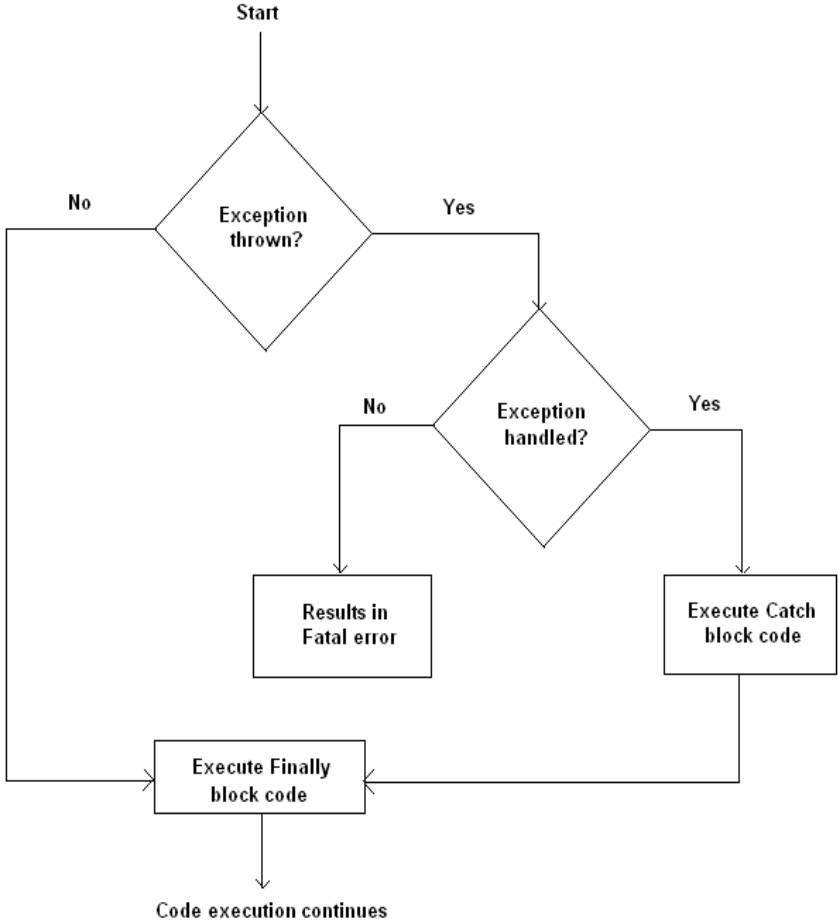 Start
No
Yes
Exception
thrown?
No
Yes
Exception
handled?
Results in
Fatal error
Execute Catch
block code
Execute Finally
block code
Code execution continues